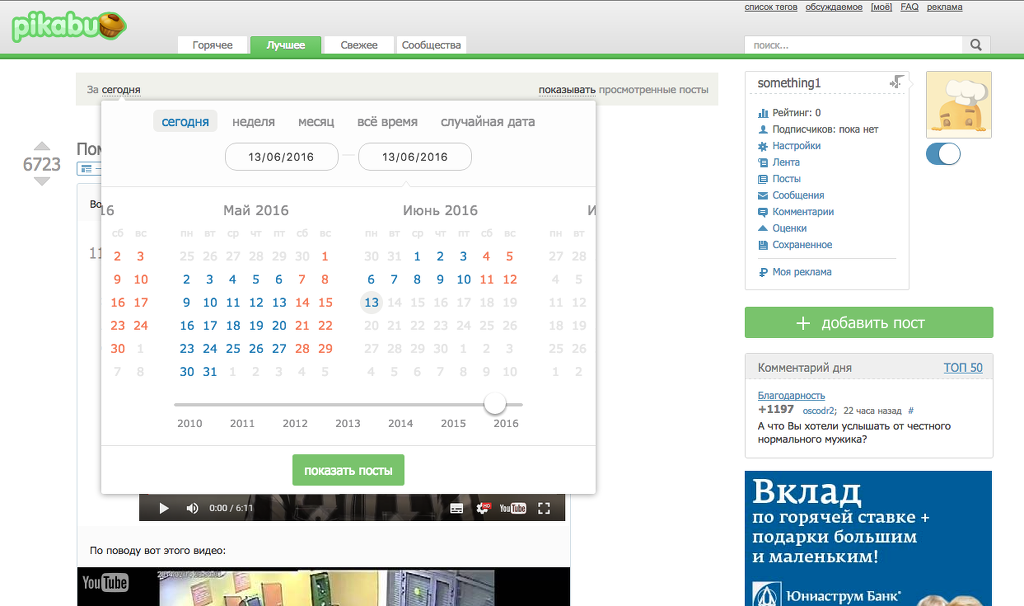 список тегов обсуждаемое [моё] FAQ реклама
pikabu
Горячее Лучшее Свежее Сообщества
поиск...
За сегодня
показывать просмотренные посты
сегодня неделя месяц всё время случайная дата
13/06/2016 — 13/06/2016
6723
Пом
Во
11
16 Май 2016 Июнь 2016 И
сб вс пн вт ср чт пт сб вс пн вт ср чт пт сб вс пн вт
2 3 25 26 27 28 29 30 1 30 31 1 2 3 4 5 27 28
9 10 2 3 4 5 6 7 8 6 7 8 9 10 11 12 4 5
16 17 9 10 11 12 13 14 15 13 14 15 16 17 18 19 11 12
23 24 16 17 18 19 20 21 22 20 21 22 23 24 25 26 18 19
30 1 23 24 25 26 27 28 29 27 28 29 30 1 2 3 25 26
7 8 30 31 1 2 3 4 5 4 5 6 7 8 9 10 1 2
2010 2011 2012 2013 2014 2015 2016
показать посты
0:00 / 6:11
HD
YouTube
По поводу вот этого видео:
YouTube
something1
Рейтинг: 0
Подписчиков: пока нет
Настройки
Лента
Посты
Сообщения
Комментарии
Оценки
Сохраненное
Моя реклама
+ добавить пост
Комментарий дня ТОП 50
Благодарность
+1197 oscodr2; 22 часа назад #
А что Вы хотели услышать от честного
нормального мужика?
Вклад
по горячей ставке +
подарки большим
и маленьким!
Юниаструм Банк*